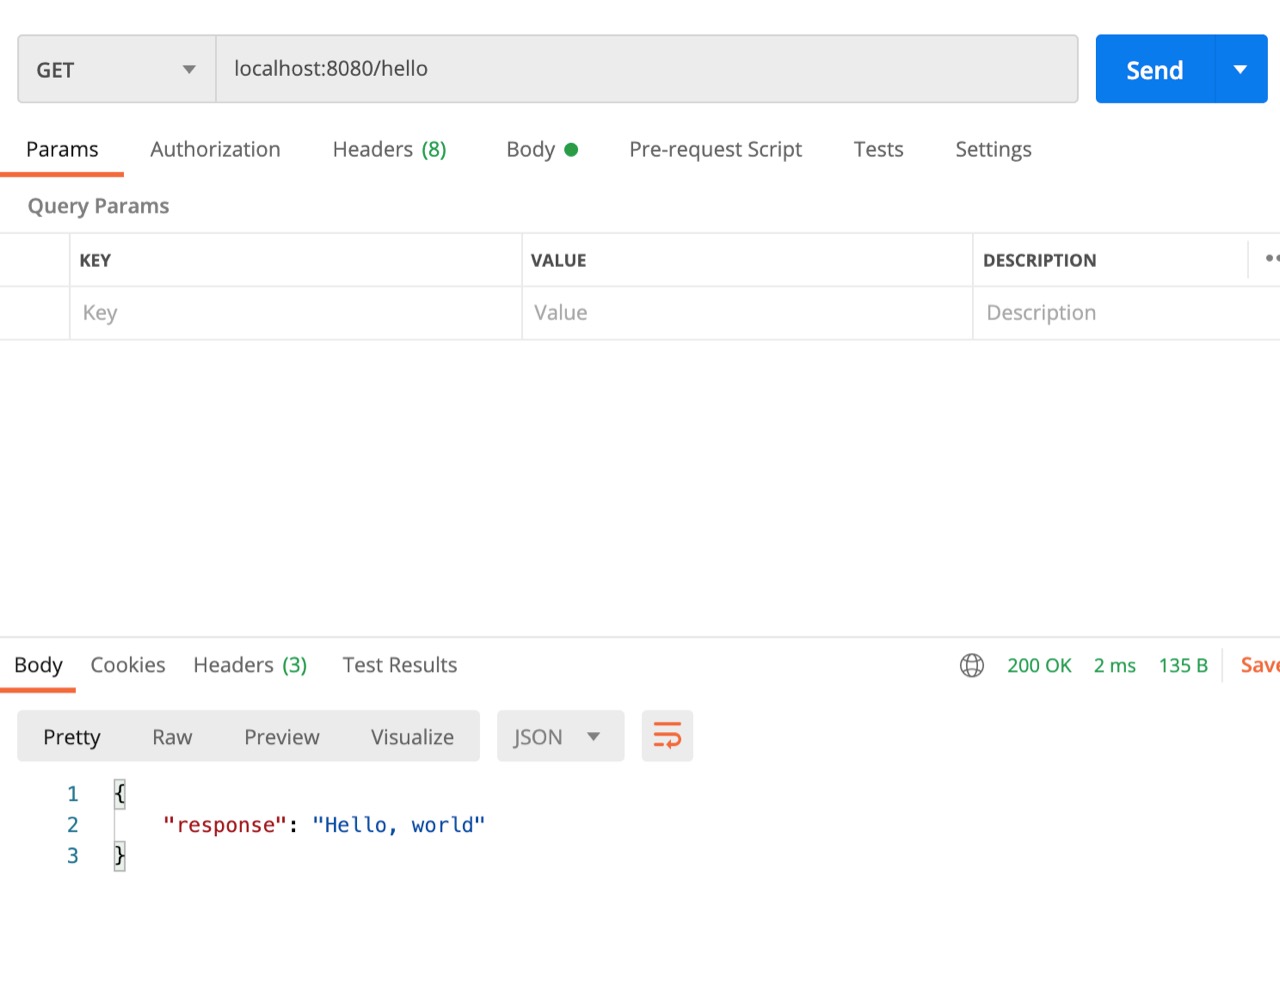 GET localhost:8080/hello Send
Params Authorization Headers (8) Body Pre-request Script Tests Settings
Query Params
KEY VALUE DESCRIPTION
Key Value Description
Body Cookies Headers (3) Test Results 200 OK 2 ms 135 B Save
Pretty Raw Preview Visualize JSON
1 {
2 "response": "Hello, world"
3 }